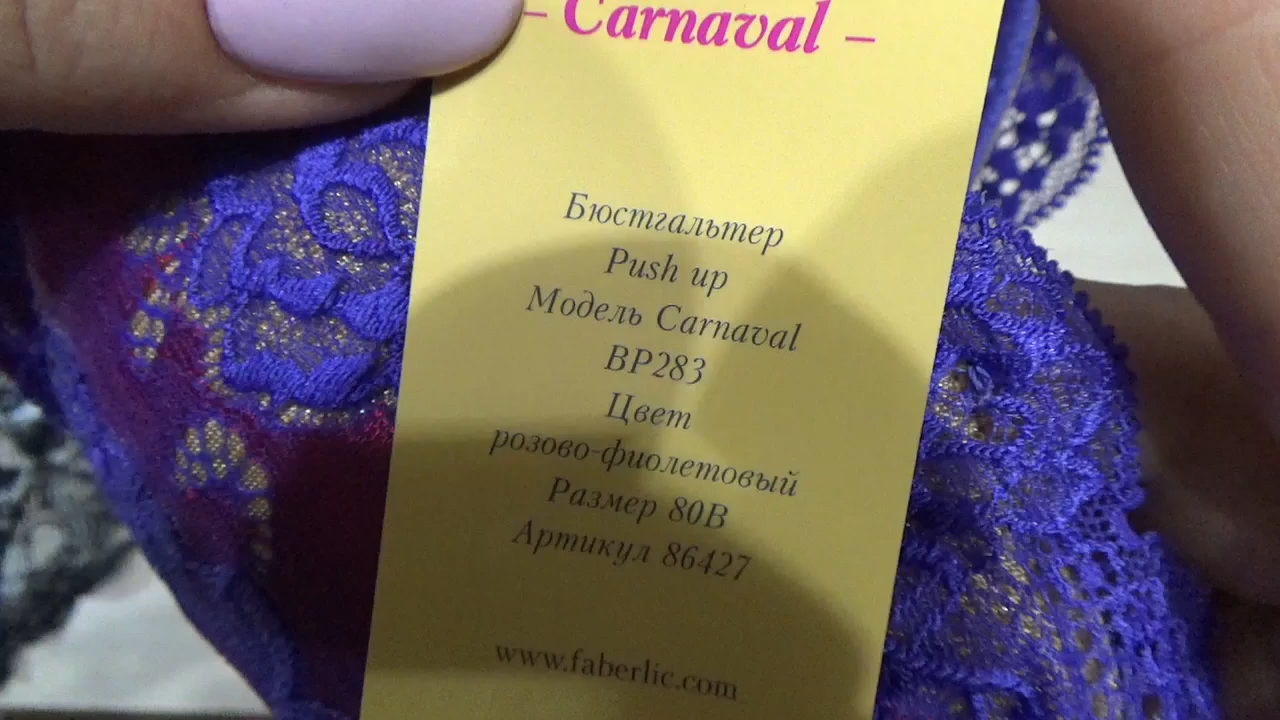 – Carnaval –
Бюстгальтер
Push up
Модель Carnaval
BP283
Цвет
розово-фиолетовый
Размер 80B
Артикул 86427
www.faberlic.com